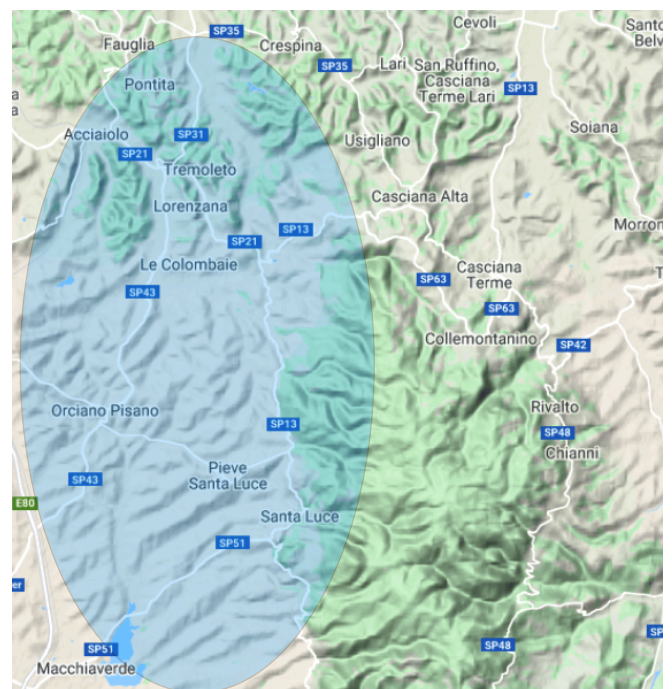 SP35
Cevoli
Santo
Belv
Fauglia
Crespina
SP35
Lari
San Ruffino,
Casciana
Terme Lari
Pontita
SP13
a
a
Acciaiolo
SP31
Usigliano
Soiana
SP21
Tremoleto
Casciana Alta
Lorenzana
SP13
Morron
SP21
Le Colombaie
Casciana
Terme
T
SP63
SP43
SP63
Collemontanino
SP42
Orciano Pisano
Rivalto
SP13
SP48
Chianni
Pieve
Santa Luce
SP43
E80
Santa Luce
SP51
er
SP51
SP48
Macchiaverde